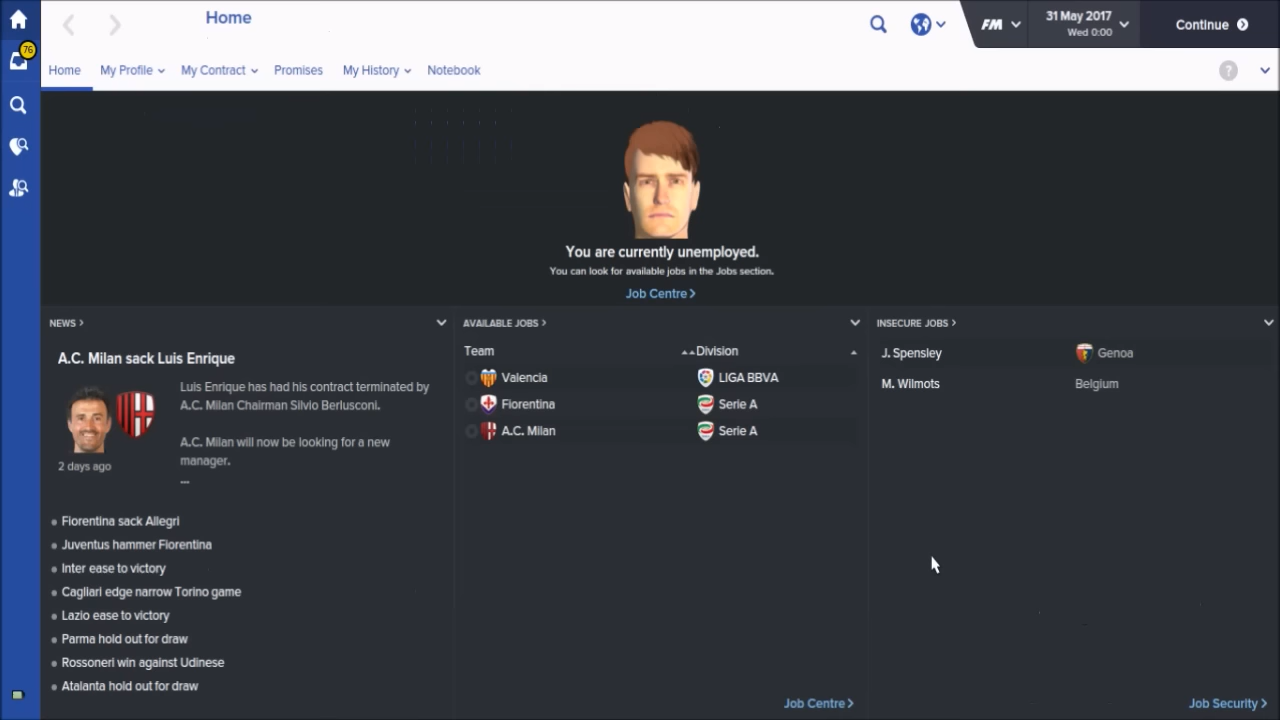 Home
76
FM
31 May 2017
Wed 0:00
Continue
Home
My Profile
My Contract
Promises
My History
Notebook
?
You are currently unemployed.
You can look for available jobs in the Jobs section.
Job Centre >
NEWS >
A.C. Milan sack Luis Enrique
Luis Enrique has had his contract terminated by
A.C. Milan Chairman Silvio Berlusconi.
A.C. Milan will now be looking for a new
manager.
...
2 days ago
Fiorentina sack Allegri
Juventus hammer Fiorentina
Inter ease to victory
Cagliari edge narrow Torino game
Lazio ease to victory
Parma hold out for draw
Rossoneri win against Udinese
Atalanta hold out for draw
AVAILABLE JOBS >
Team Division
Valencia LIGA BBVA
Fiorentina Serie A
A.C. Milan Serie A
Job Centre >
INSECURE JOBS >
J. Spensley Genoa
M. Wilmots Belgium
Job Security >